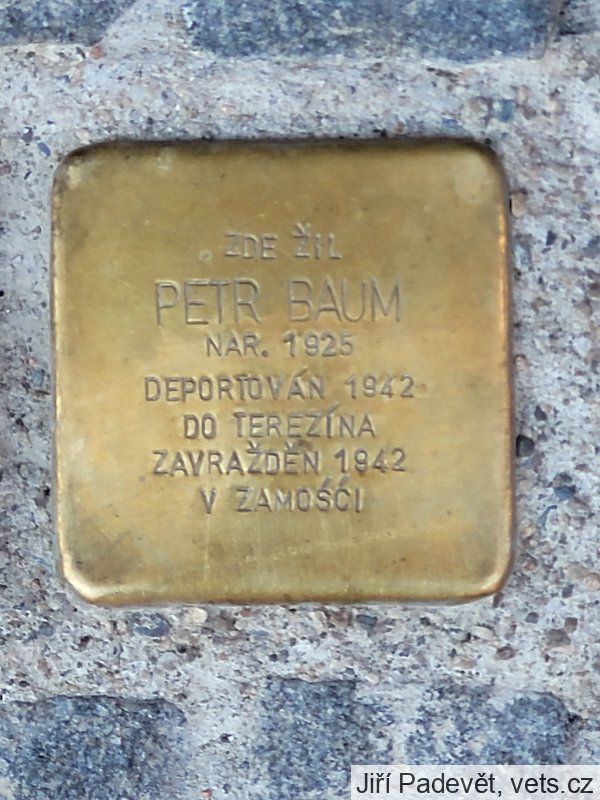 ZDE ŽIL
PETR BAUM
NAR. 1925
DEPORTOVÁN 1942
DO TEREZÍNA
ZAVRAŽDĚN 1942
V ZAMOŚĆI
Jiří Padevět, vets.cz